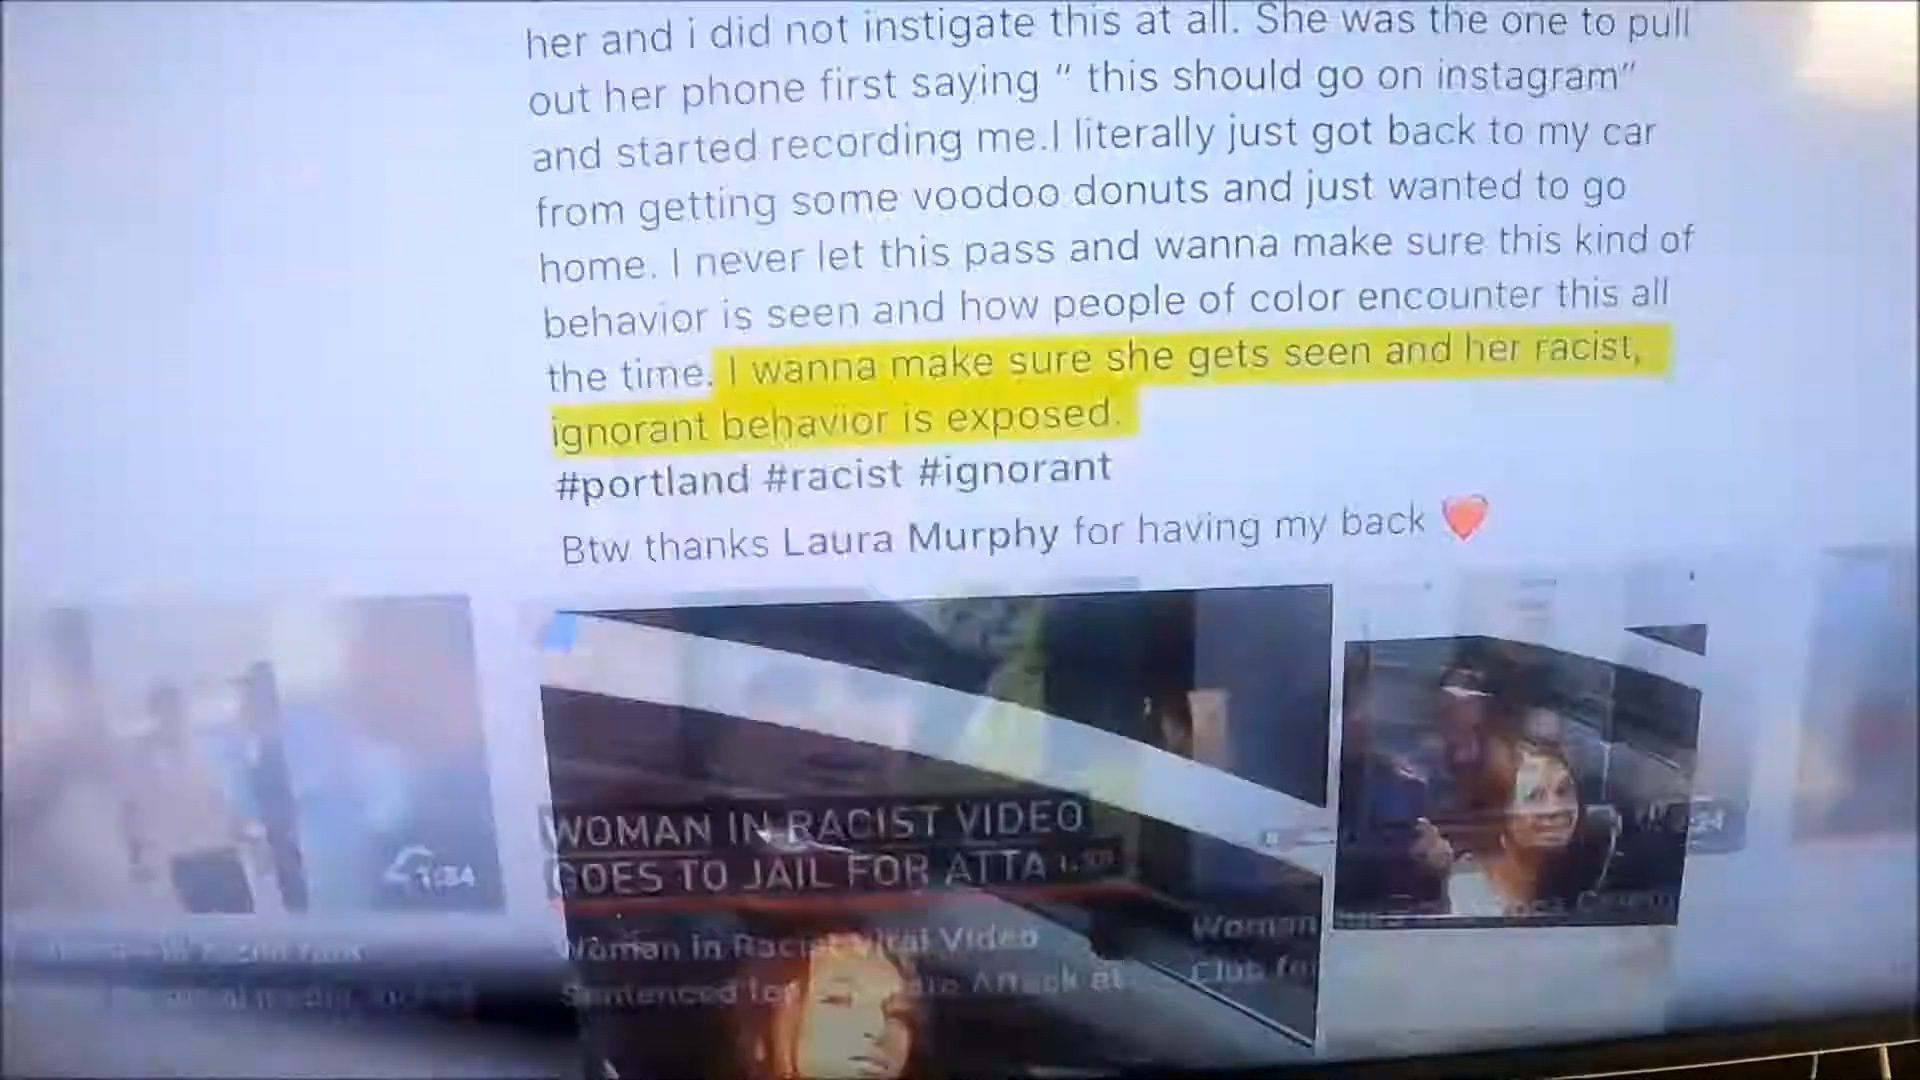 her and i did not instigate this at all. She was the one to pull
out her phone first saying “ this should go on instagram”
and started recording me.I literally just got back to my car
from getting some voodoo donuts and just wanted to go
home. I never let this pass and wanna make sure this kind of
behavior is seen and how people of color encounter this all
the time. I wanna make sure she gets seen and her racist,
ignorant behavior is exposed.
#portland #racist #ignorant
Btw thanks Laura Murphy for having my back ❤
WOMAN IN RACIST VIDEO
GOES TO JAIL FOR ATTA
Woman in Racist Viral Video
Sentenced for Attack at
Woman
Club for